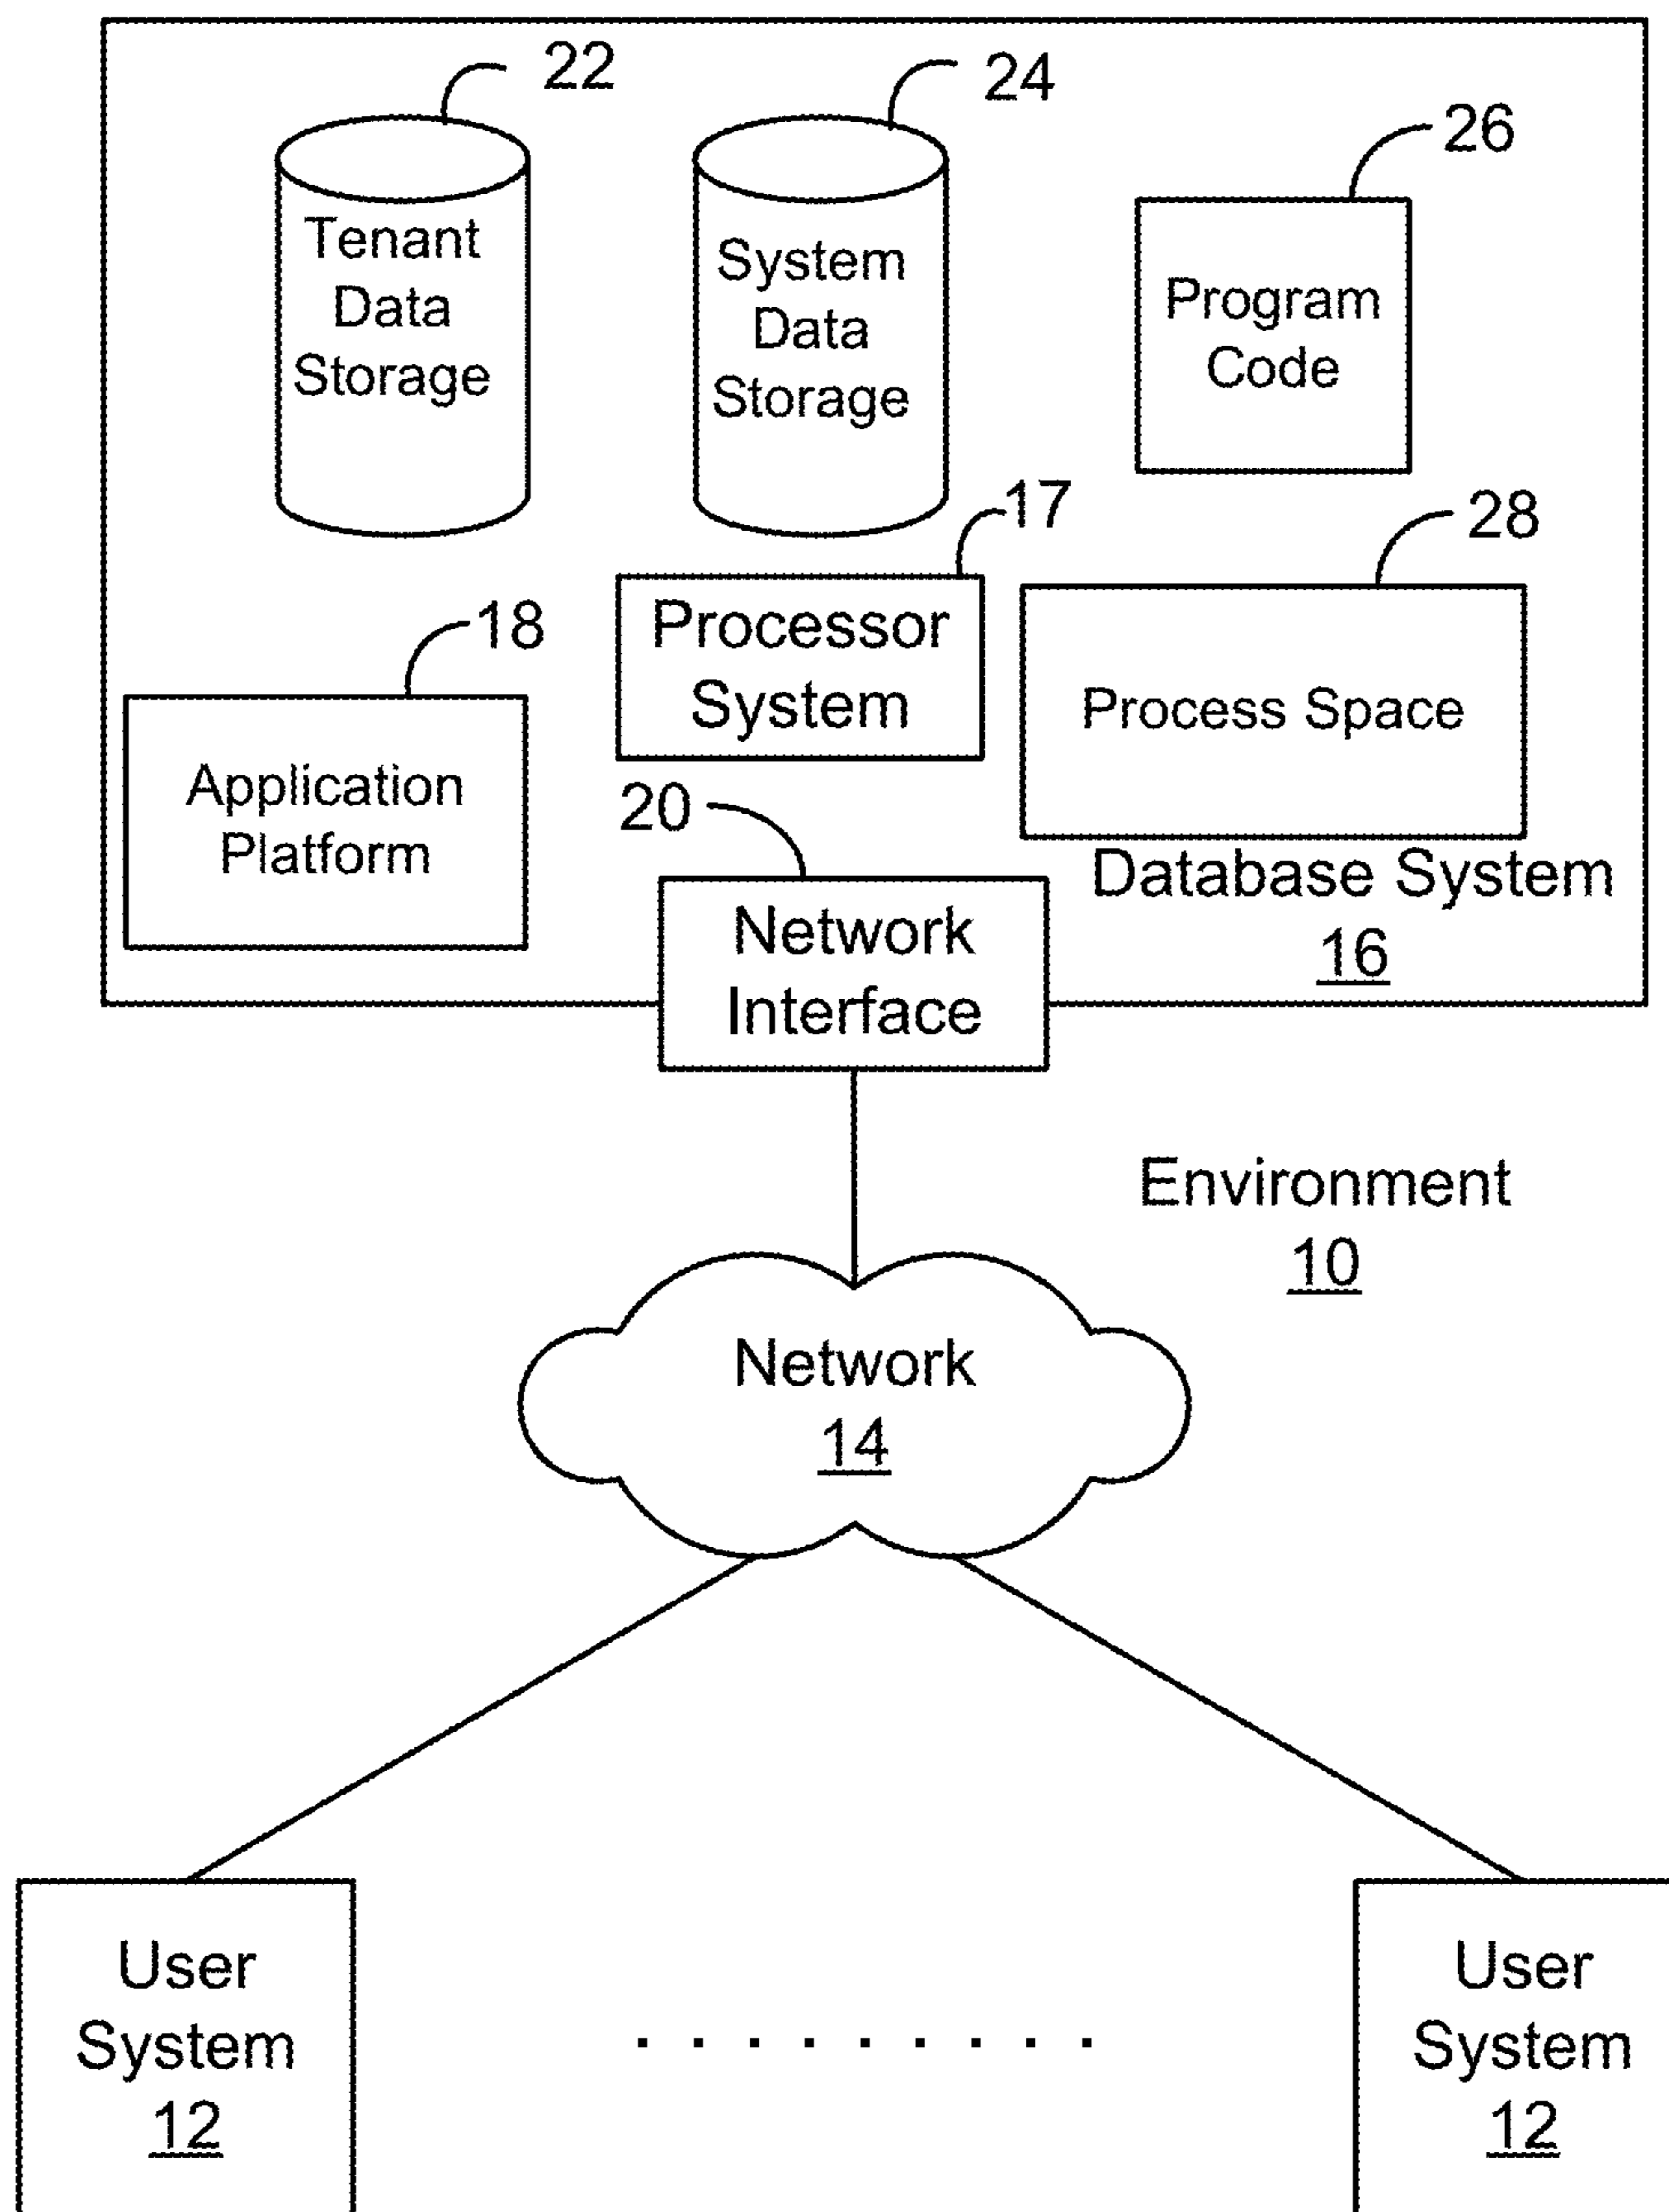 22
24
26
Tenant
Data
Storage
System
Data
Storage
Program
Code
17
28
18
Processor
System
Process Space
Application
Platform
20
Database System
16
Network
Interface
Environment
10
Network
14
User
System
12
. . . . . . . . .
User
System
12